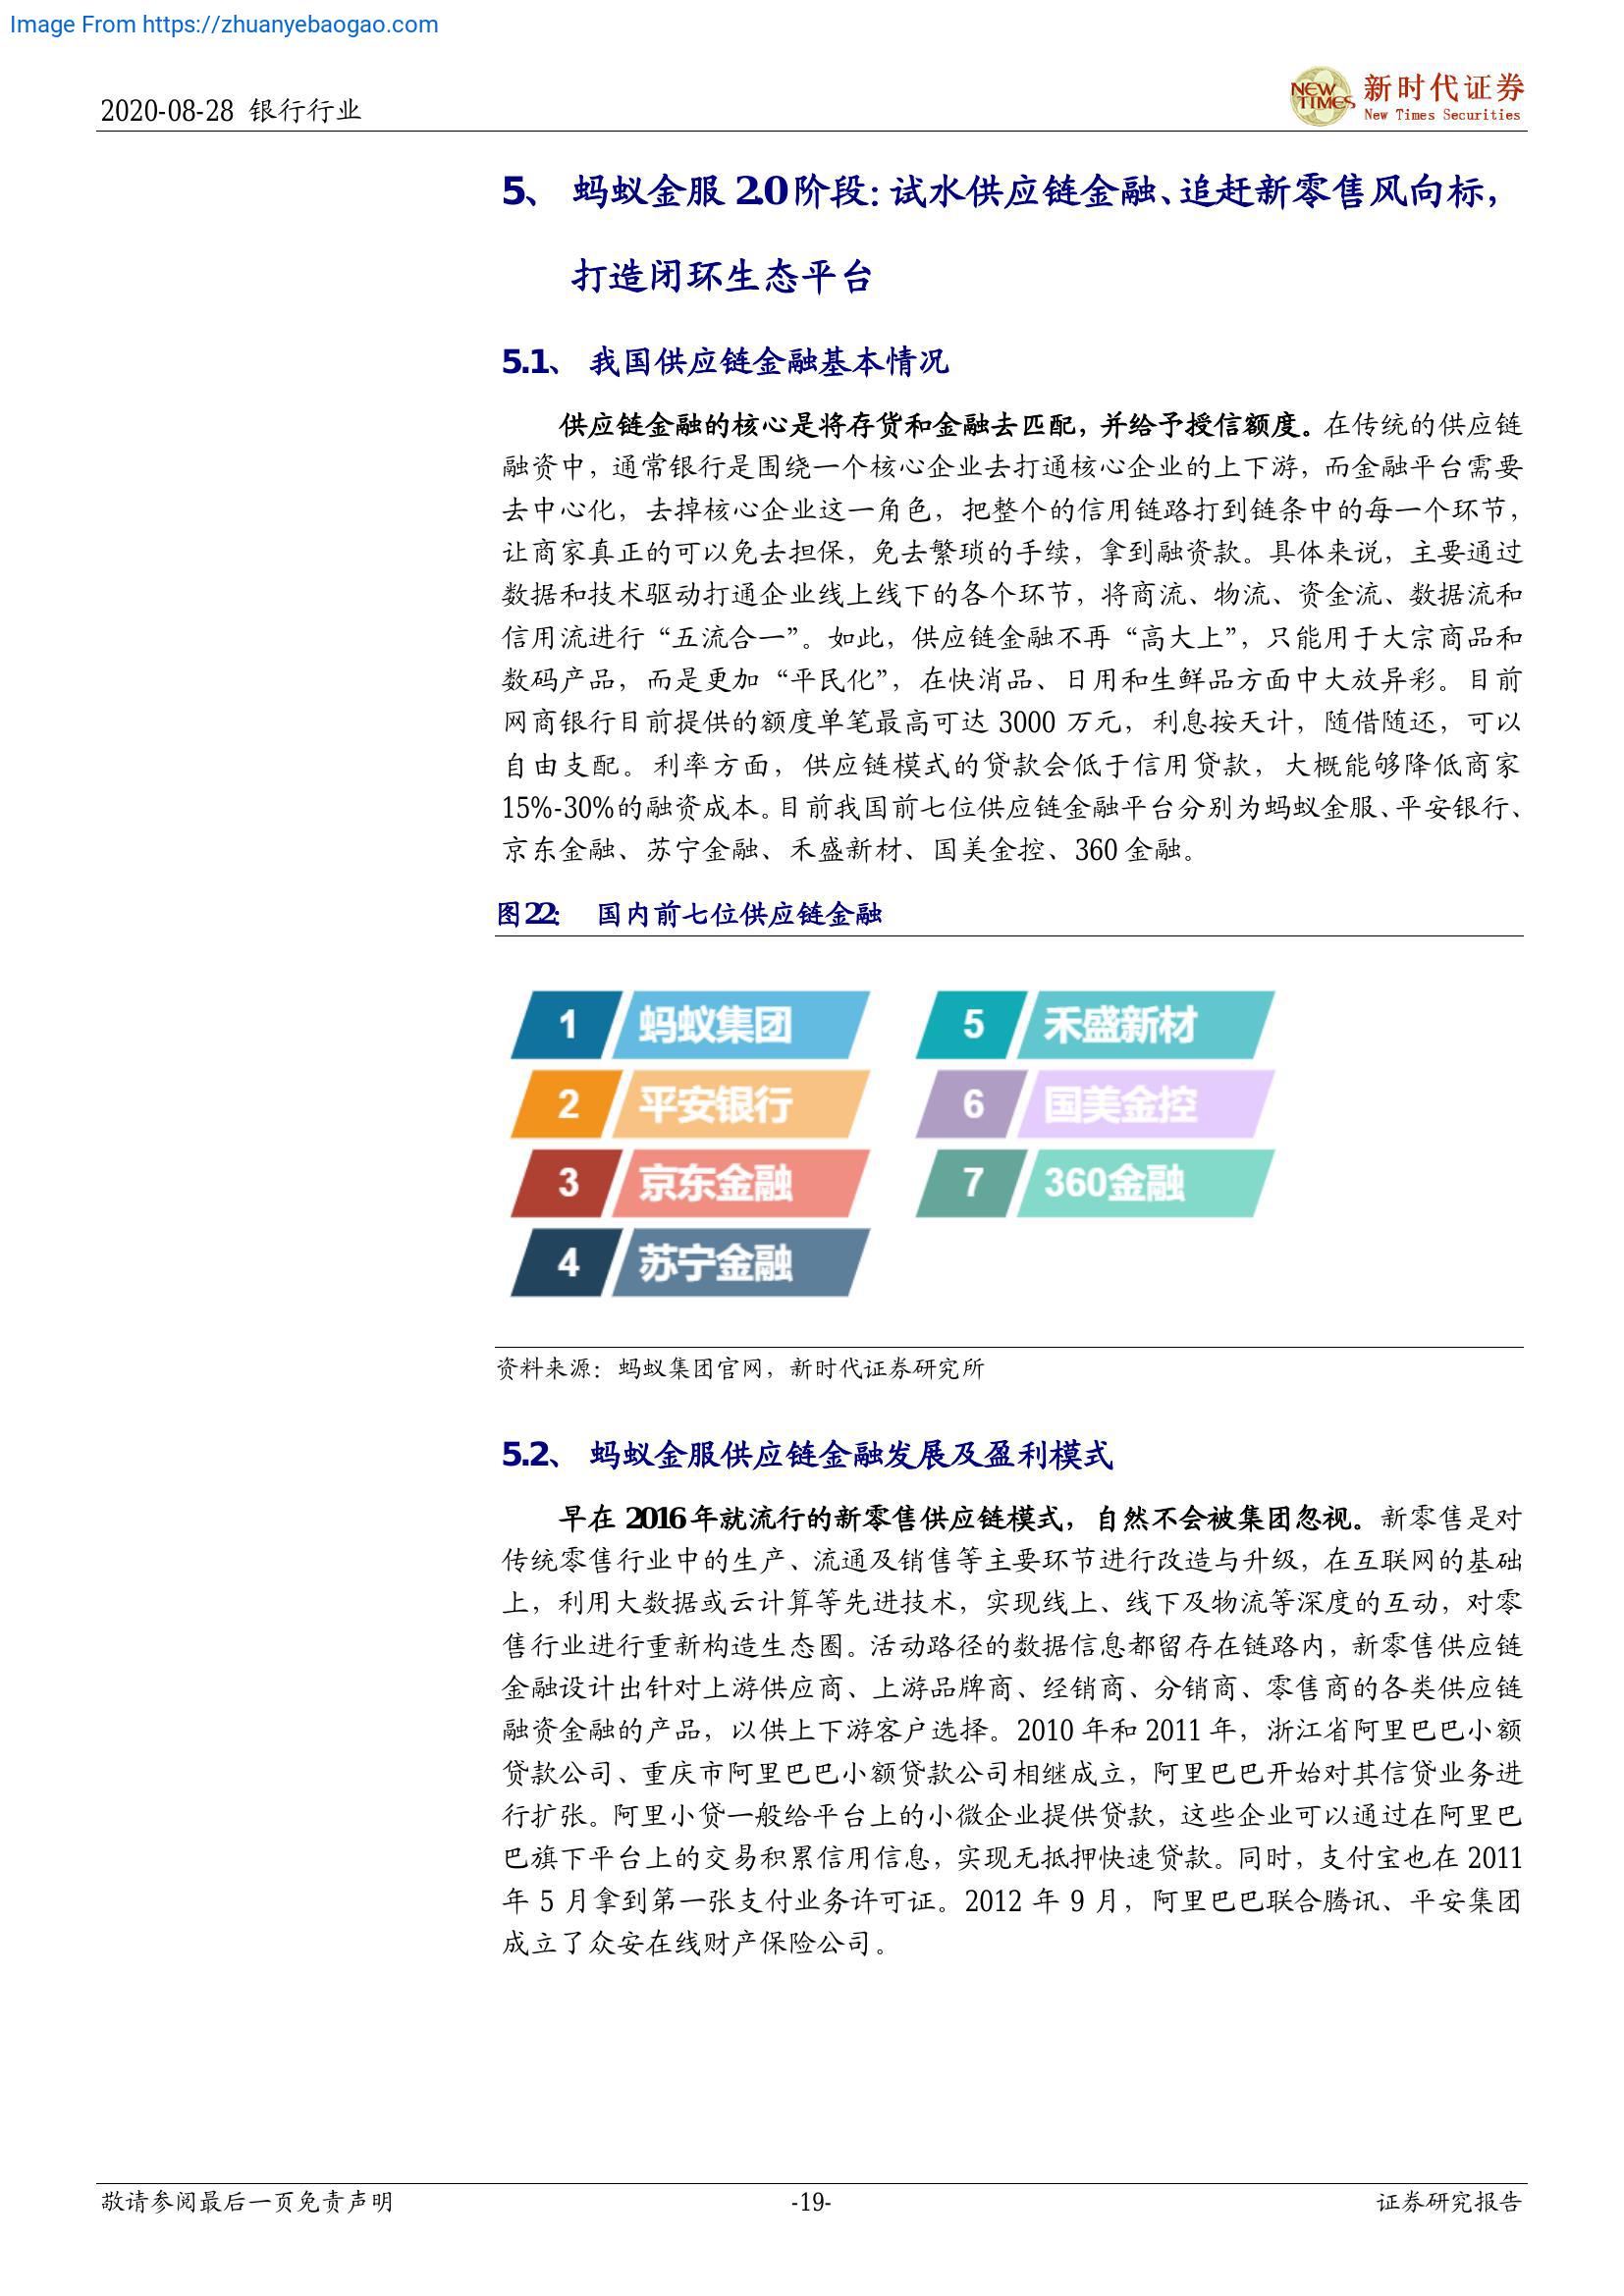 Image From https://zhuanyebaogao.com
2020-08-28 银行行业
NEW TIMES
新时代证券
New Times Securities
5、 蚂蚁金服 2.0 阶段：试水供应链金融、追赶新零售风向标，
打造闭环生态平台
5.1、 我国供应链金融基本情况
供应链金融的核心是将存货和金融去匹配，并给予授信额度。在传统的供应链
融资中，通常银行是围绕一个核心企业去打通核心企业的上下游，而金融平台需要
去中心化，去掉核心企业这一角色，把整个的信用链路打到链条中的每一个环节，
让商家真正的可以免去担保，免去繁琐的手续，拿到融资款。具体来说，主要通过
数据和技术驱动打通企业线上线下的各个环节，将商流、物流、资金流、数据流和
信用流进行“五流合一”。如此，供应链金融不再“高大上”，只能用于大宗商品和
数码产品，而是更加“平民化”，在快消品、日用和生鲜品方面中大放异彩。目前
网商银行目前提供的额度单笔最高可达 3000 万元，利息按天计，随借随还，可以
自由支配。利率方面，供应链模式的贷款会低于信用贷款，大概能够降低商家
15%-30%的融资成本。目前我国前七位供应链金融平台分别为蚂蚁金服、平安银行、
京东金融、苏宁金融、禾盛新材、国美金控、360 金融。
图22： 国内前七位供应链金融
1 蚂蚁集团
2 平安银行
3 京东金融
4 苏宁金融
5 禾盛新材
6 国美金控
7 360金融
资料来源：蚂蚁集团官网，新时代证券研究所
5.2、 蚂蚁金服供应链金融发展及盈利模式
早在 2016 年就流行的新零售供应链模式，自然不会被集团忽视。新零售是对
传统零售行业中的生产、流通及销售等主要环节进行改造与升级，在互联网的基础
上，利用大数据或云计算等先进技术，实现线上、线下及物流等深度的互动，对零
售行业进行重新构造生态圈。活动路径的数据信息都留存在链路内，新零售供应链
金融设计出针对上游供应商、上游品牌商、经销商、分销商、零售商的各类供应链
融资金融的产品，以供上下游客户选择。2010 年和 2011 年，浙江省阿里巴巴小额
贷款公司、重庆市阿里巴巴小额贷款公司相继成立，阿里巴巴开始对其信贷业务进
行扩张。阿里小贷一般给平台上的小微企业提供贷款，这些企业可以通过在阿里巴
巴旗下平台上的交易积累信用信息，实现无抵押快速贷款。同时，支付宝也在 2011
年 5 月拿到第一张支付业务许可证。2012 年 9 月，阿里巴巴联合腾讯、平安集团
成立了众安在线财产保险公司。
敬请参阅最后一页免责声明
-19-
证券研究报告